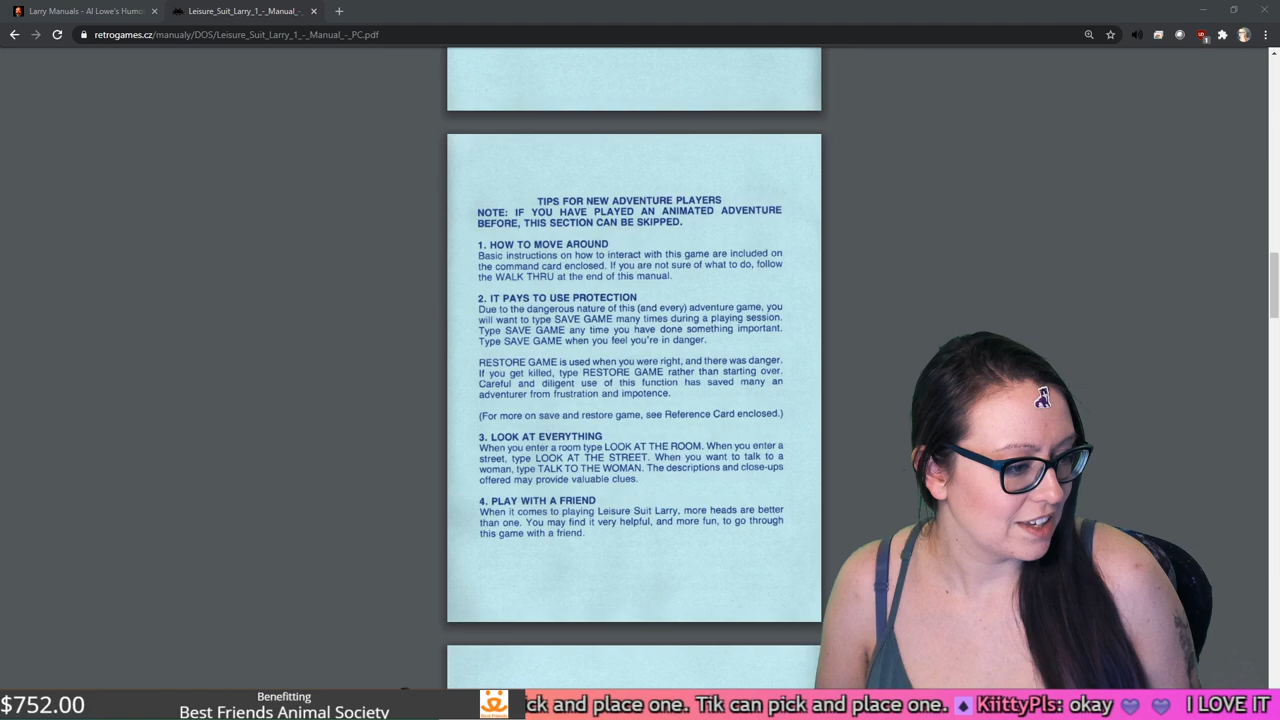 Larry Manuals - Al Lowe's Humo
Leisure_Suit_Larry_1_-_Manual_-_
retrogames.cz/manualy/DOS/Leisure_Suit_Larry_1_-_Manual_-_PC.pdf
TIPS FOR NEW ADVENTURE PLAYERS
NOTE: IF YOU HAVE PLAYED AN ANIMATED ADVENTURE
BEFORE, THIS SECTION CAN BE SKIPPED.
1. HOW TO MOVE AROUND
Basic instructions on how to interact with this game are included on
the command card enclosed. If you are not sure of what to do, follow
the WALK THRU at the end of this manual.
2. IT PAYS TO USE PROTECTION
Due to the dangerous nature of this (and every) adventure game, you
will want to type SAVE GAME many times during a playing session.
Type SAVE GAME any time you have done something important.
Type SAVE GAME when you feel you're in danger.
RESTORE GAME is used when you were right, and there was danger.
If you get killed, type RESTORE GAME rather than starting over.
Careful and diligent use of this function has saved many an
adventurer from frustration and impotence.
(For more on save and restore game, see Reference Card enclosed.)
3. LOOK AT EVERYTHING
When you enter a room type LOOK AT THE ROOM. When you enter a
street, type LOOK AT THE STREET. When you want to talk to a
woman, type TALK TO THE WOMAN. The descriptions and close-ups
offered may provide valuable clues.
4. PLAY WITH A FRIEND
When it comes to playing Leisure Suit Larry, more heads are better
than one. You may find it very helpful, and more fun, to go through
this game with a friend.
$752.00
Benefitting
Best Friends Animal Society
ick and place one. Tik can pick and place one. KiittyPls: okay I LOVE IT